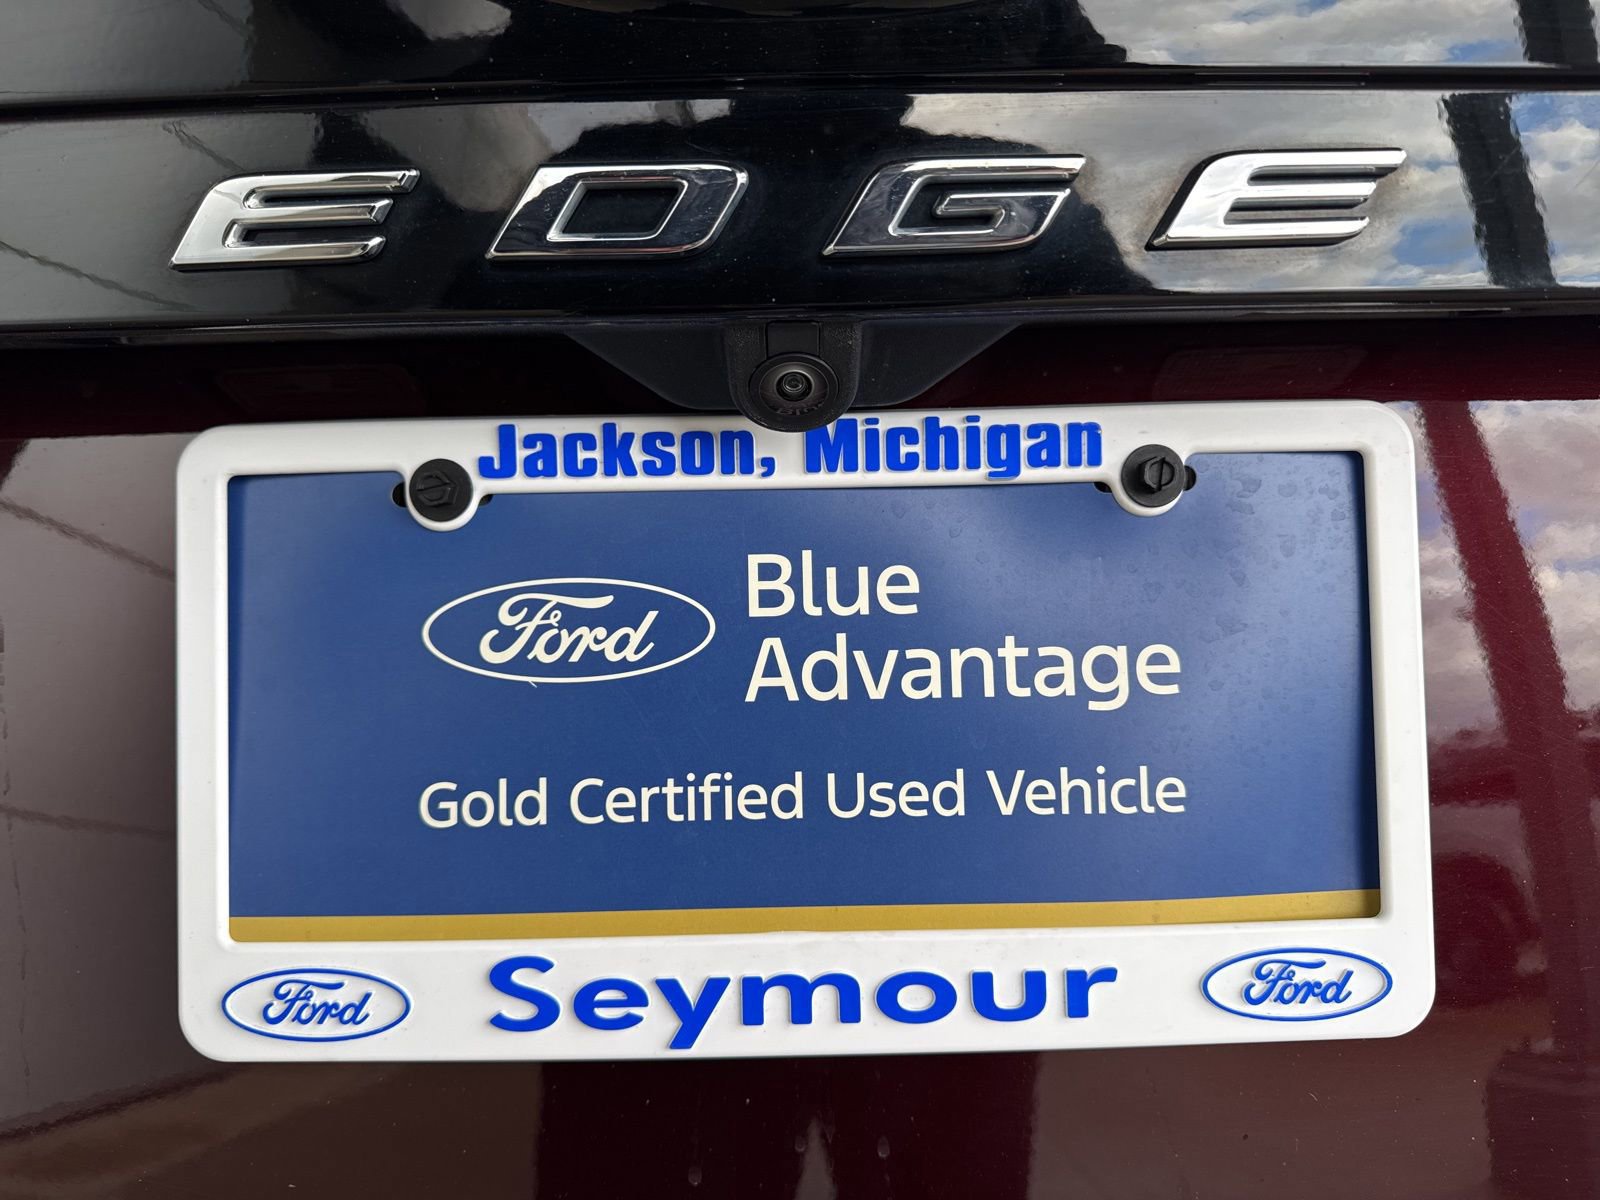 EDGE
Jackson, Michigan
Ford
Blue
Advantage
Gold Certified Used Vehicle
Ford Seymour Ford